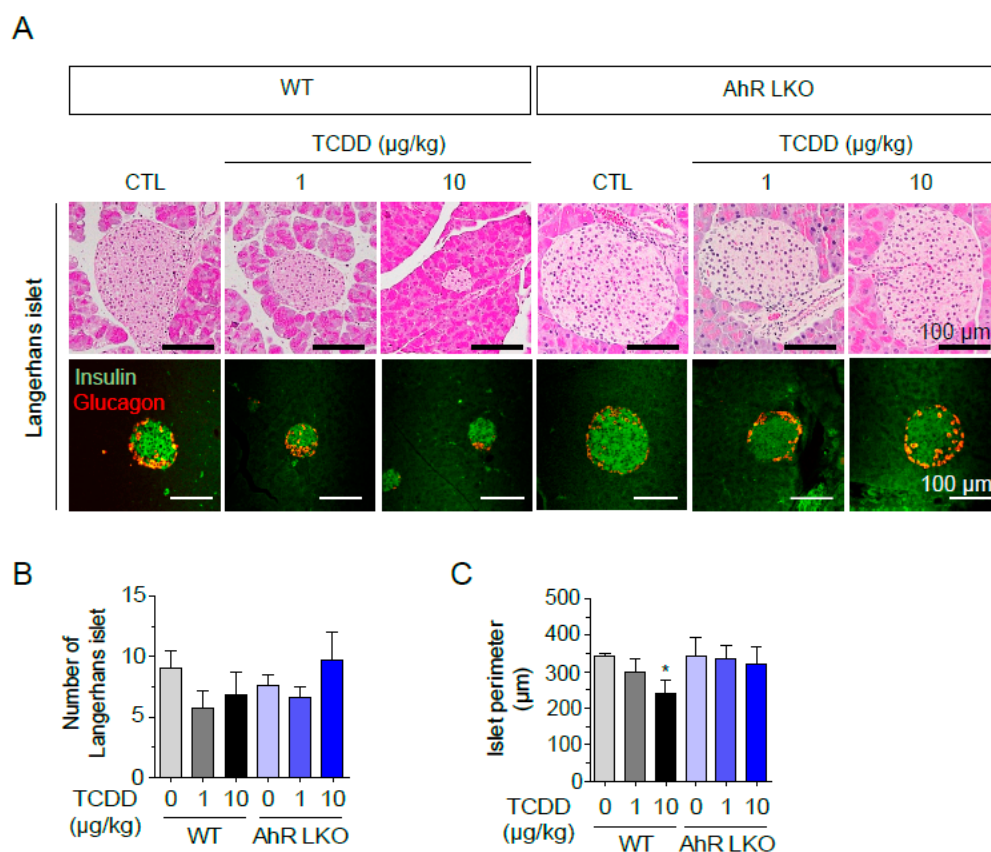 A
WT AhR LKO
TCDD (µg/kg) TCDD (µg/kg)
CTL 1 10 CTL 1 10
Langerhans islet
100 µm
Insulin
Glucagon
100 µm
B
Number of
Langerhans islet
15
10
5
0
TCDD 0 1 10 0 1 10
(µg/kg) WT AhR LKO
C
Islet perimeter
(µm)
500
400
300
200
100
0
*
TCDD 0 1 10 0 1 10
(µg/kg) WT AhR LKO